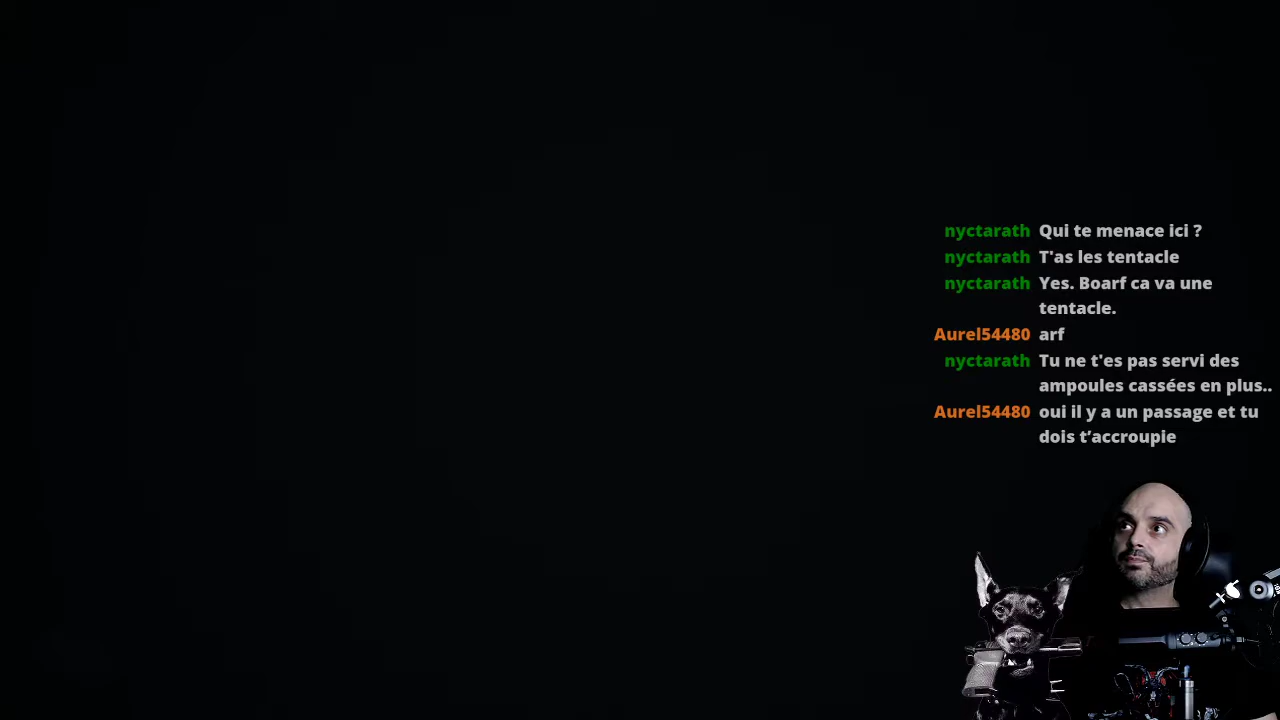 nyctarath Qui te menace ici ?
nyctarath T'as les tentacle
nyctarath Yes. Boarf ca va une
tentacle.
Aurel54480 arf
nyctarath Tu ne t'es pas servi des
ampoules cassées en plus..
Aurel54480 oui il y a un passage et tu
dois t’accroupie